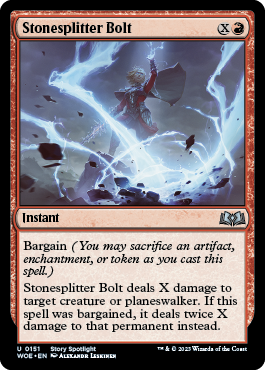 Stonesplitter Bolt X
Instant
Bargain (You may sacrifice an artifact,
enchantment, or token as you cast this
spell.)
Stonesplitter Bolt deals X damage to
target creature or planeswalker. If this
spell was bargained, it deals twice X
damage to that permanent instead.
U 0151 Story Spotlight
WOE • EN Alexandr Leskinen
™ & © 2023 Wizards of the Coast